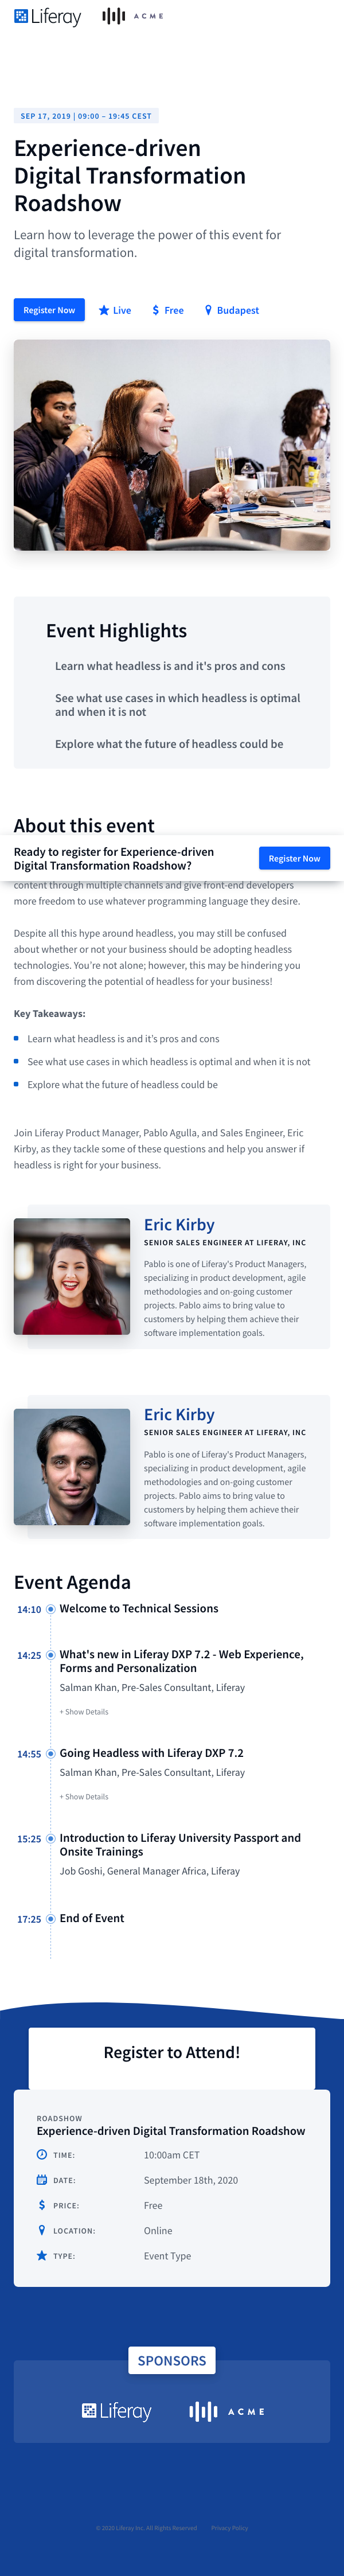 Liferay ACME
SEP 17, 2019 | 09:00 – 19:45 CEST
Experience-driven
Digital Transformation
Roadshow
Learn how to leverage the power of this event for
digital transformation.
Register Now Live Free Budapest
Event Highlights
Learn what headless is and it's pros and cons
See what use cases in which headless is optimal
and when it is not
Explore what the future of headless could be
About this event
Ready to register for Experience-driven
Digital Transformation Roadshow?
Register Now
content through multiple channels and give front-end developers
more freedom to use whatever programming language they desire.
Despite all this hype around headless, you may still be confused
about whether or not your business should be adopting headless
technologies. You're not alone; however, this may be hindering you
from discovering the potential of headless for your business!
Key Takeaways:
Learn what headless is and it's pros and cons
See what use cases in which headless is optimal and when it is not
Explore what the future of headless could be
Join Liferay Product Manager, Pablo Agulla, and Sales Engineer, Eric
Kirby, as they tackle some of these questions and help you answer if
headless is right for your business.
Eric Kirby
SENIOR SALES ENGINEER AT LIFERAY, INC
Pablo is one of Liferay's Product Managers,
specializing in product development, agile
methodologies and on-going customer
projects. Pablo aims to bring value to
customers by helping them achieve their
software implementation goals.
Eric Kirby
SENIOR SALES ENGINEER AT LIFERAY, INC
Pablo is one of Liferay's Product Managers,
specializing in product development, agile
methodologies and on-going customer
projects. Pablo aims to bring value to
customers by helping them achieve their
software implementation goals.
Event Agenda
14:10 Welcome to Technical Sessions
14:25 What's new in Liferay DXP 7.2 - Web Experience,
Forms and Personalization
Salman Khan, Pre-Sales Consultant, Liferay
+ Show Details
14:55 Going Headless with Liferay DXP 7.2
Salman Khan, Pre-Sales Consultant, Liferay
+ Show Details
15:25 Introduction to Liferay University Passport and
Onsite Trainings
Job Goshi, General Manager Africa, Liferay
17:25 End of Event
Register to Attend!
ROADSHOW
Experience-driven Digital Transformation Roadshow
TIME: 10:00am CET
DATE: September 18th, 2020
PRICE: Free
LOCATION: Online
TYPE: Event Type
SPONSORS
Liferay ACME
© 2020 Liferay Inc. All Rights Reserved Privacy Policy